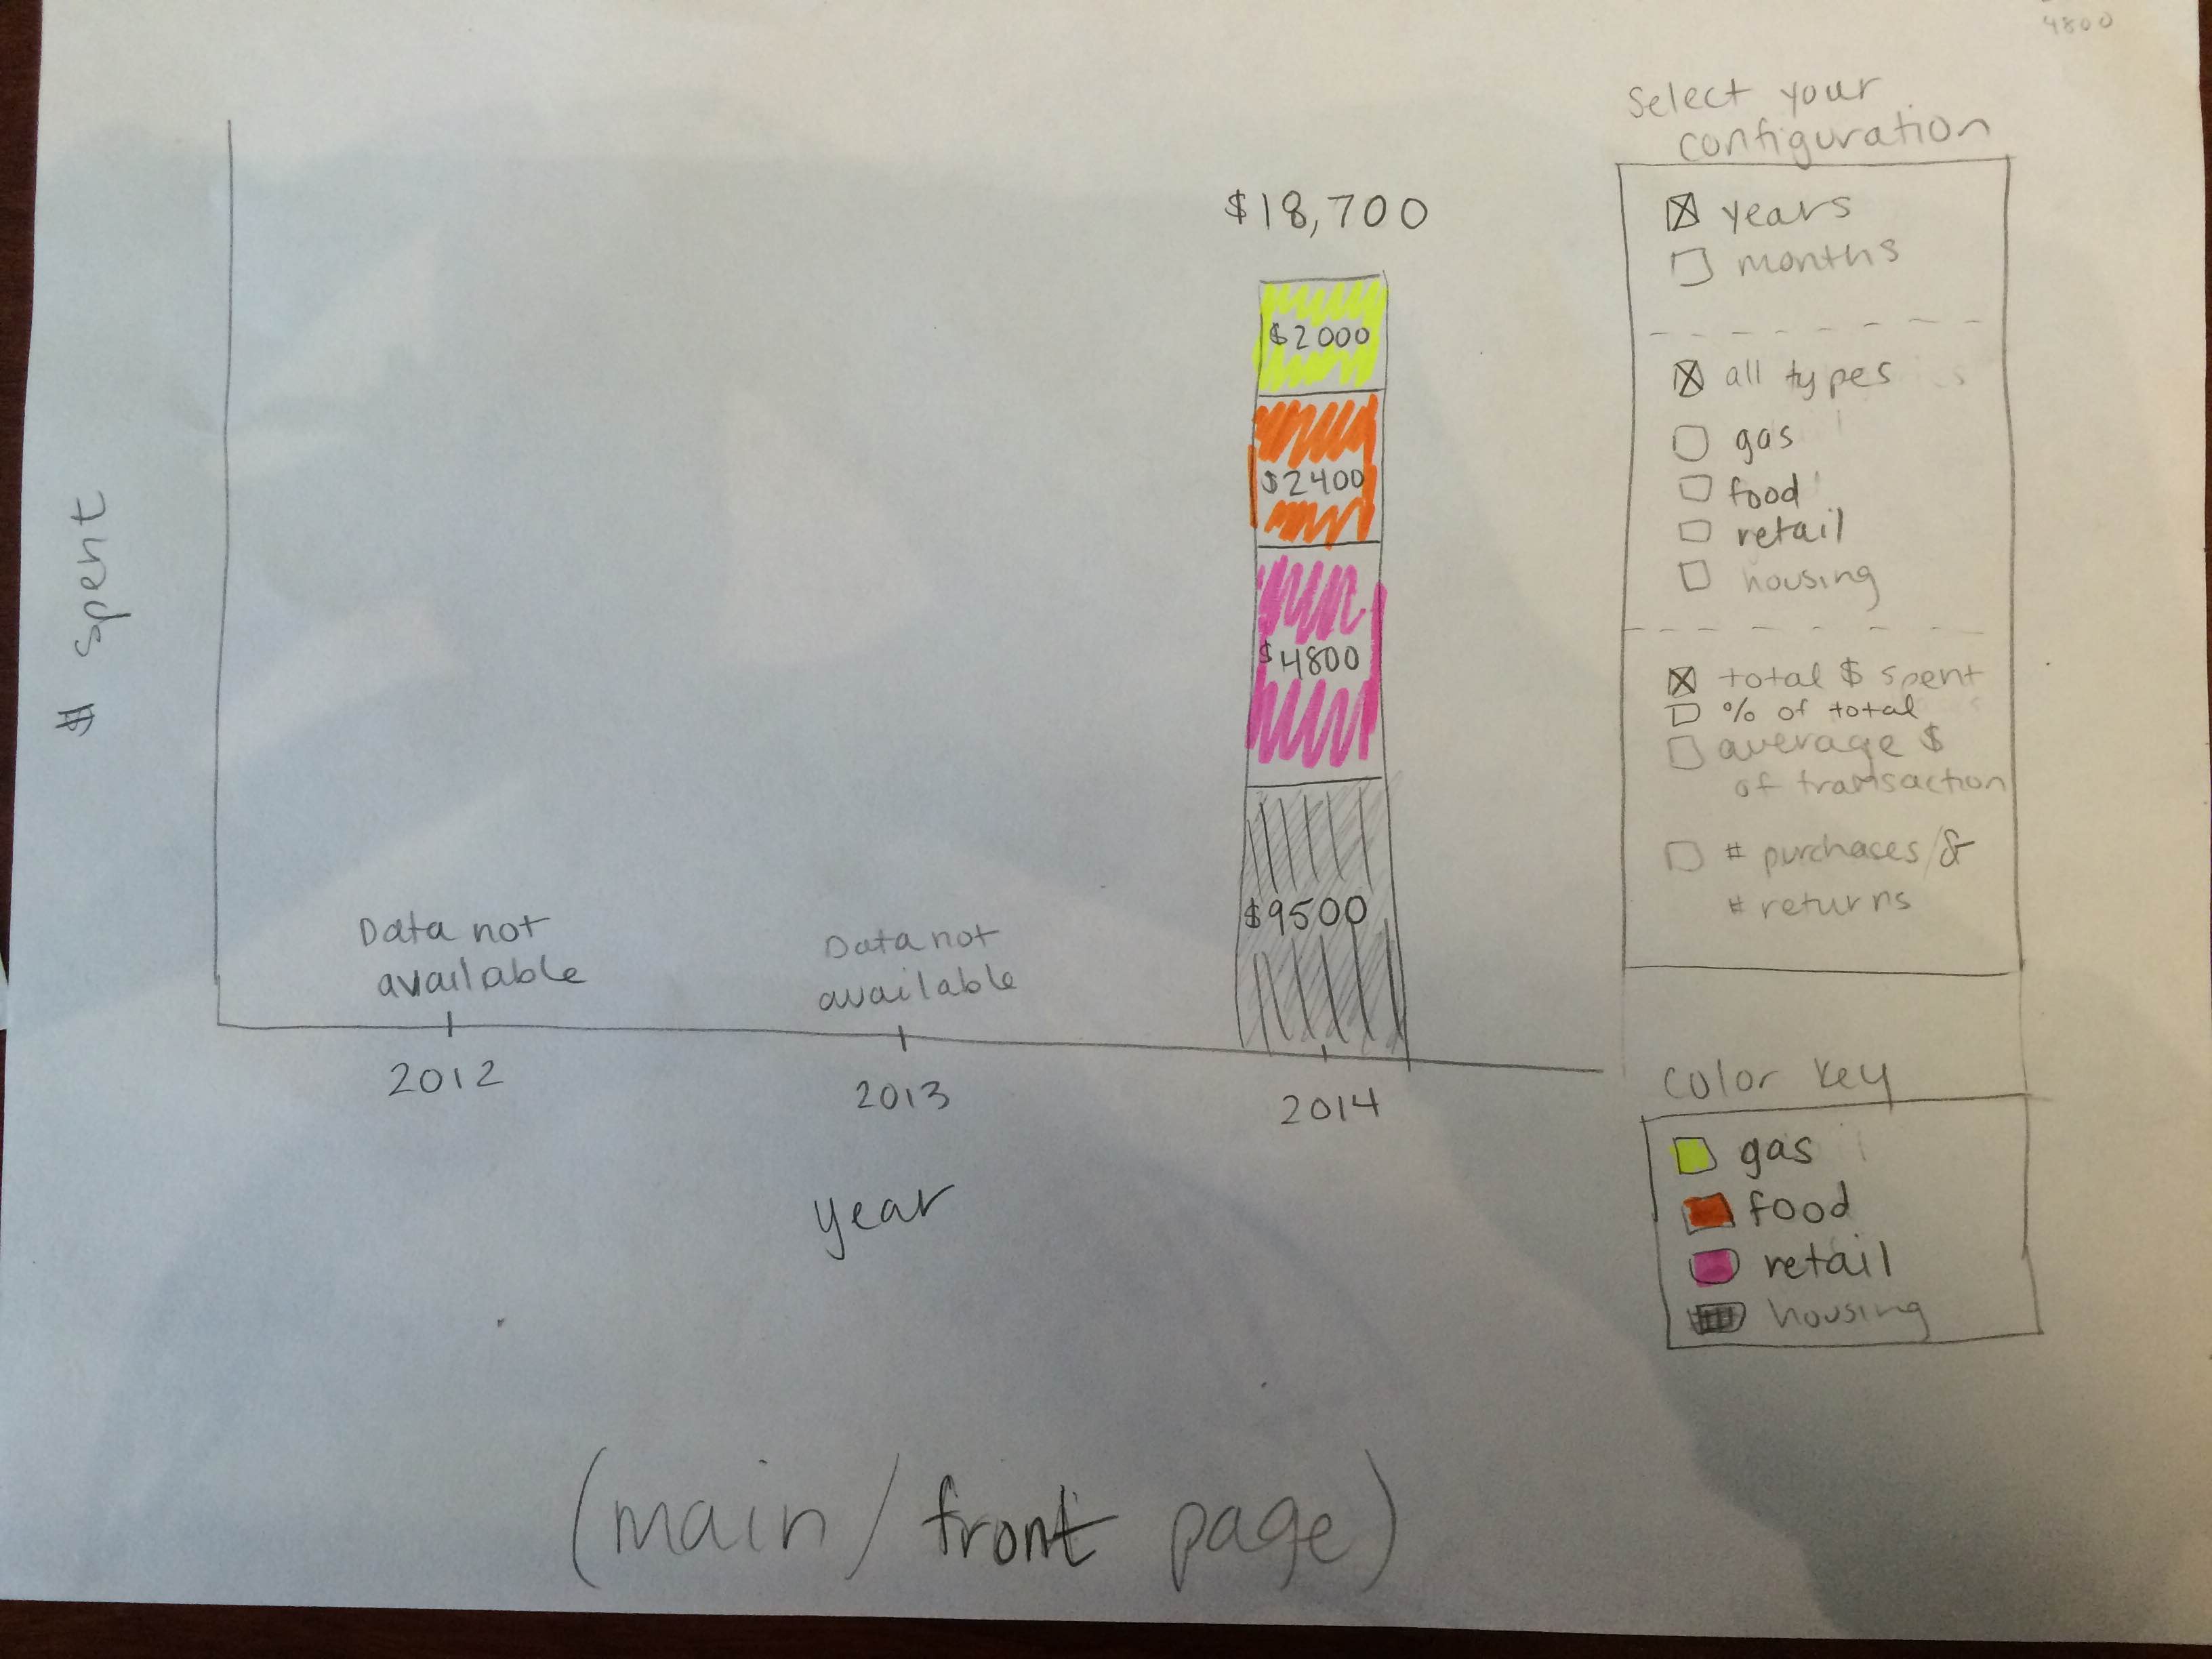 4800
$ spent
$18,700
$2000
$2400
$4800
$9500
Data not
available
Data not
available
2012
2013
2014
year
(main/front page)
Select your
configuration
years
months
all types
gas
food
retail
housing
total $ spent
% of total
average $
of transaction
# purchaces/&
# returns
color key
gas
food
retail
housing